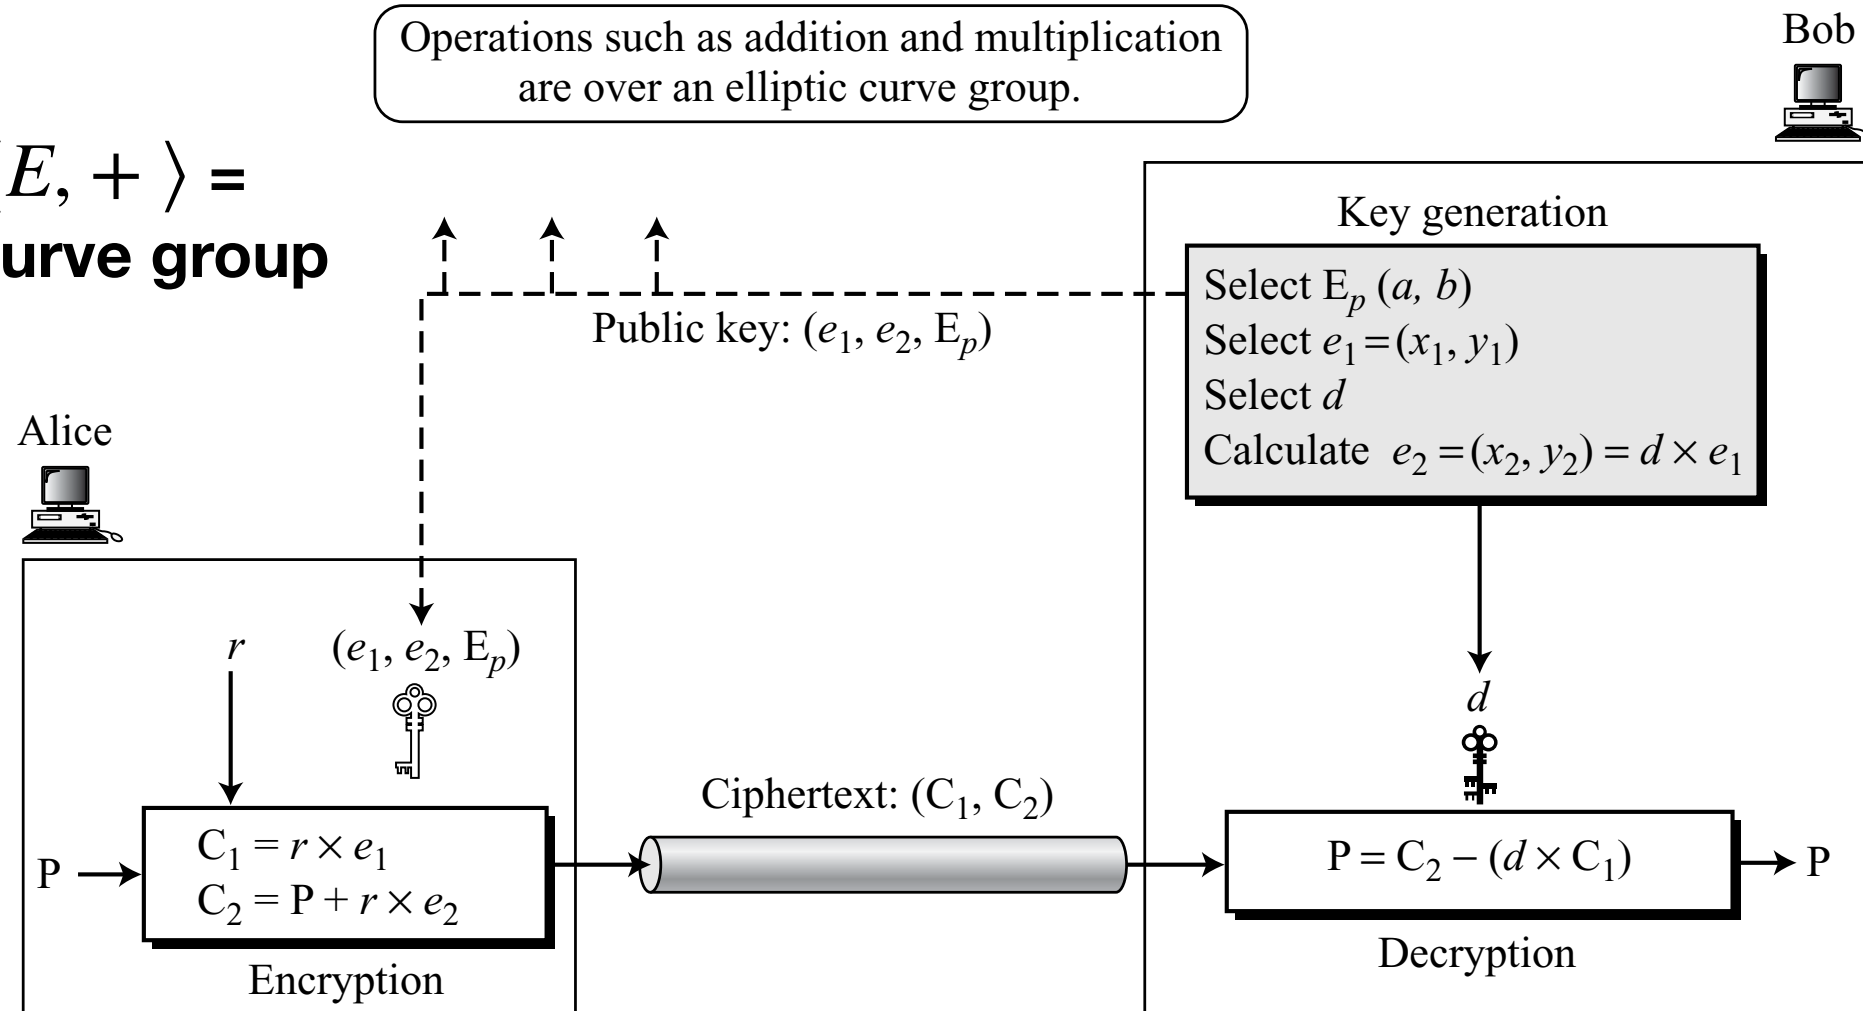 Operations such as addition and multiplication
are over an elliptic curve group.
Bob
⟨E, + ⟩ =
urve group
Key generation
Select Eₚ (a, b)
Select e₁ = (x₁, y₁)
Select d
Calculate e₂ = (x₂, y₂) = d × e₁
Public key: (e₁, e₂, Eₚ)
Alice
r
(e₁, e₂, Eₚ)
d
Ciphertext: (C₁, C₂)
P
C₁ = r × e₁
C₂ = P + r × e₂
P = C₂ − (d × C₁)
P
Encryption
Decryption